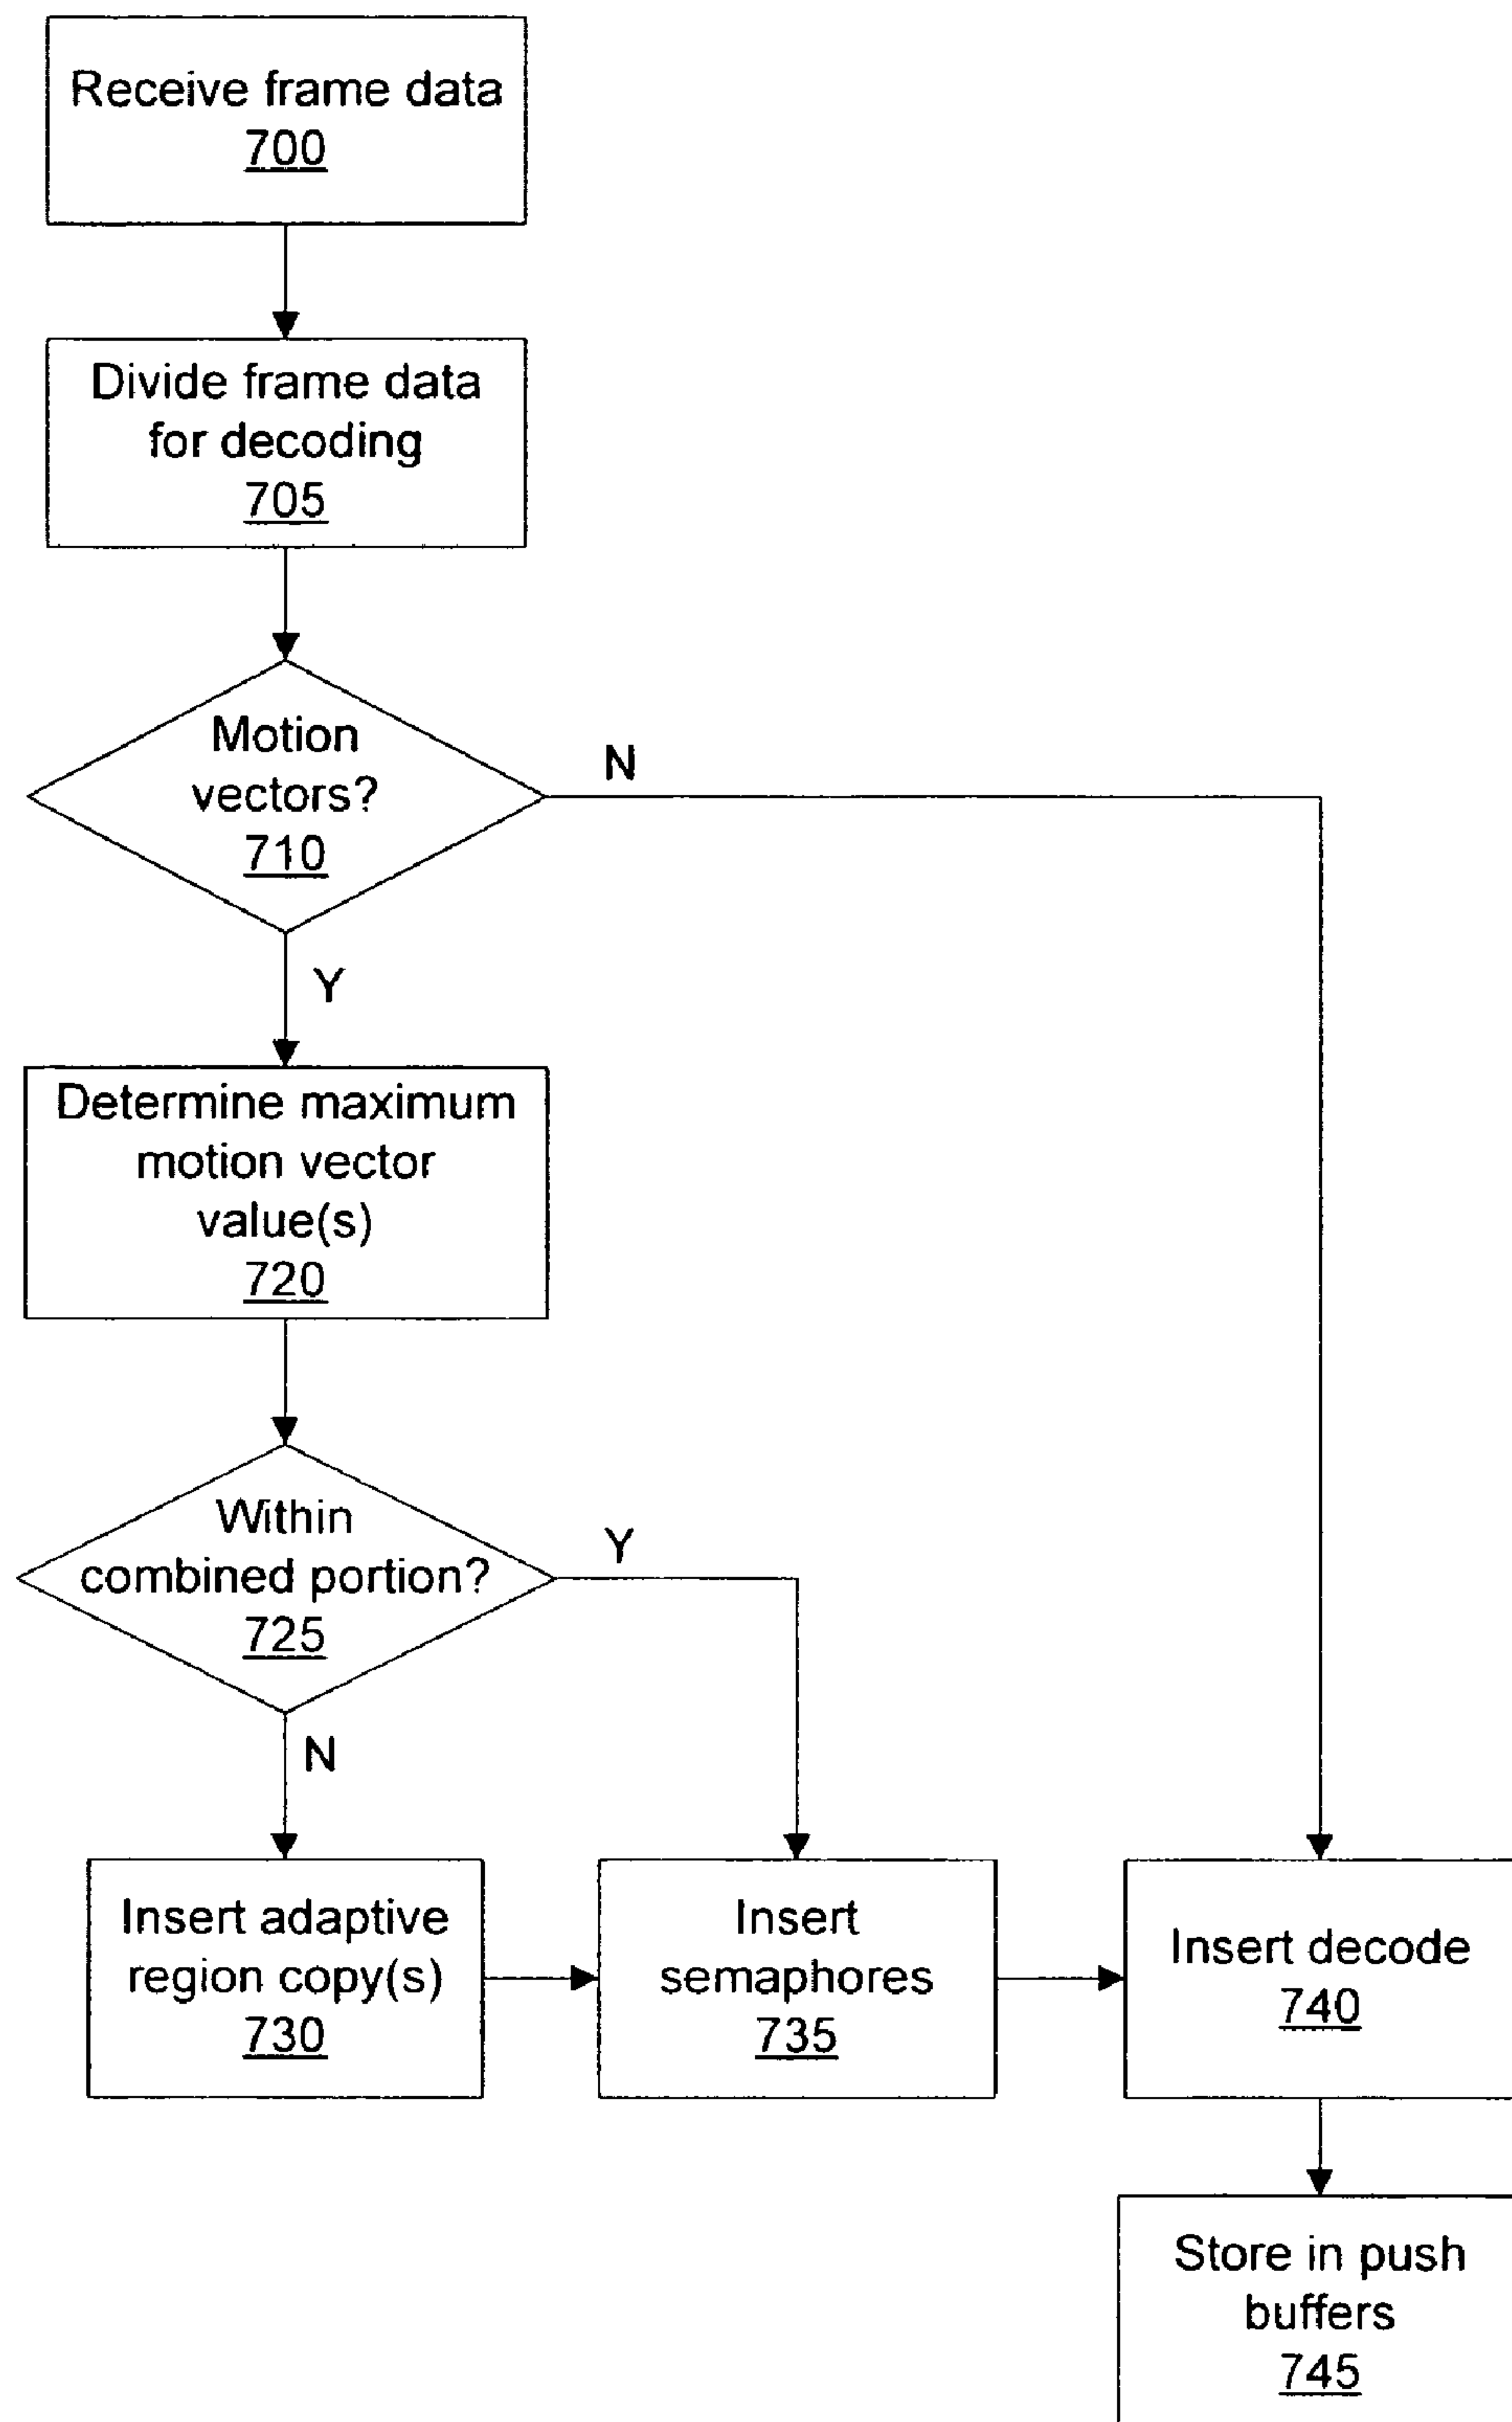 Receive frame data
700
Divide frame data
for decoding
705
Motion
vectors?
710
N
Y
Determine maximum
motion vector
value(s)
720
Within
combined portion?
725
Y
N
Insert adaptive
region copy(s)
730
Insert
semaphores
735
Insert decode
740
Store in push
buffers
745